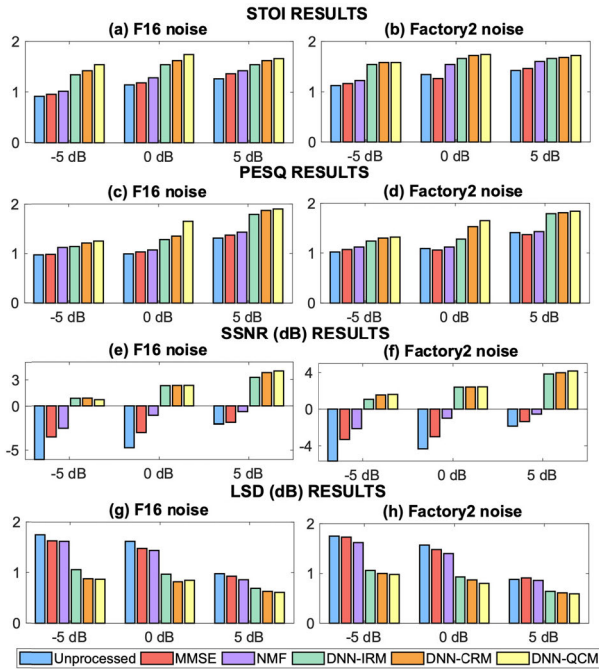 STOI RESULTS
(a) F16 noise
(b) Factory2 noise
2
1
0
-5 dB
0 dB
5 dB
2
1
0
-5 dB
0 dB
5 dB
PESQ RESULTS
(c) F16 noise
(d) Factory2 noise
2
1
0
-5 dB
0 dB
5 dB
2
1
0
-5 dB
0 dB
5 dB
SSNR (dB) RESULTS
(e) F16 noise
(f) Factory2 noise
3
0
-5
-5 dB
0 dB
5 dB
4
0
-4
-5 dB
0 dB
5 dB
LSD (dB) RESULTS
(g) F16 noise
(h) Factory2 noise
2
1
0
-5 dB
0 dB
5 dB
2
1
0
-5 dB
0 dB
5 dB
Unprocessed MMSE NMF DNN-IRM DNN-CRM DNN-QCM